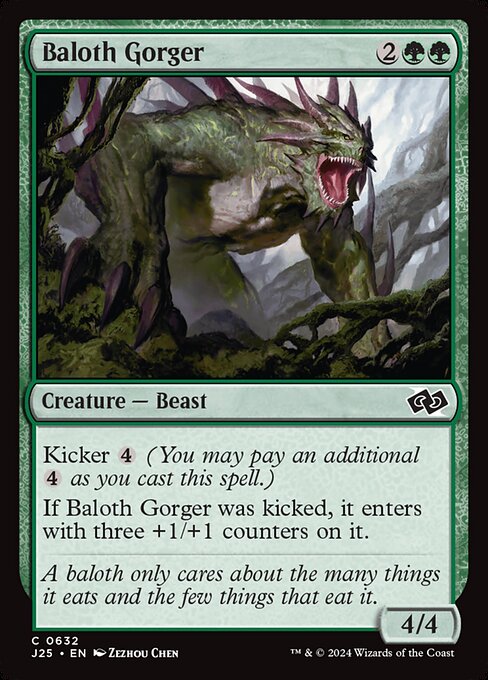 Baloth Gorger 2
Creature — Beast
Kicker 4 (You may pay an additional
4 as you cast this spell.)
If Baloth Gorger was kicked, it enters
with three +1/+1 counters on it.
A baloth only cares about the many things
it eats and the few things that eat it.
4/4
C 0632
J25 • EN Zezhou Chen
™ & © 2024 Wizards of the Coast